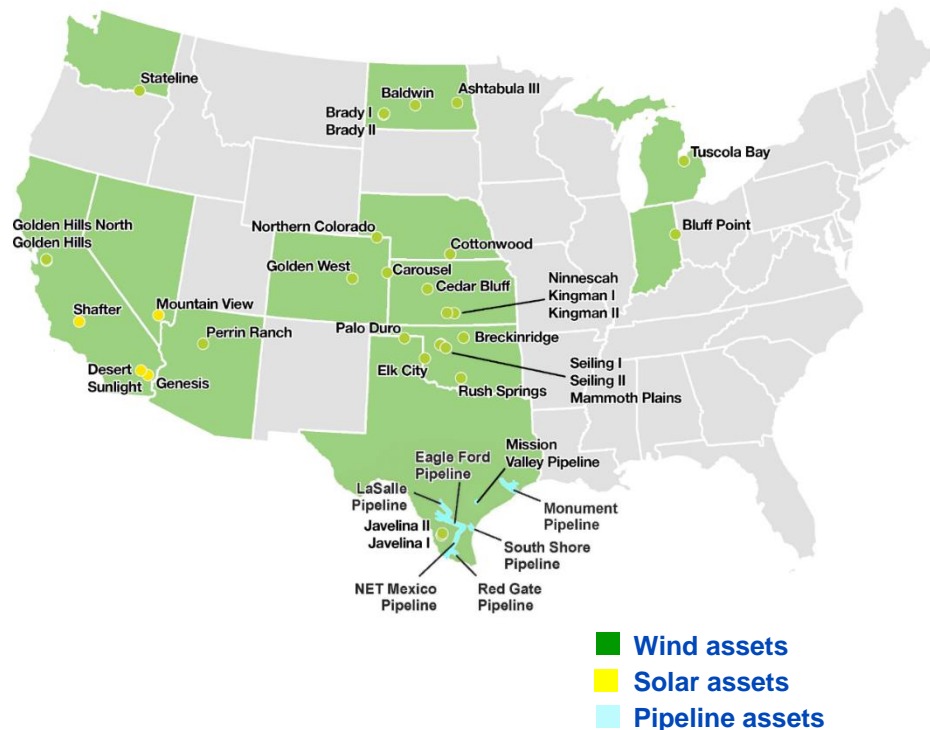 Stateline
Baldwin
Ashtabula III
Brady I
Brady II
Tuscola Bay
Golden Hills North
Golden Hills
Northern Colorado
Bluff Point
Cottonwood
Golden West
Carousel
Cedar Bluff
Ninnescah
Kingman I
Kingman II
Shafter
Mountain View
Perrin Ranch
Palo Duro
Breckinridge
Desert
Sunlight
Genesis
Elk City
Seiling I
Seiling II
Mammoth Plains
Rush Springs
Mission
Valley Pipeline
Eagle Ford
Pipeline
LaSalle
Pipeline
Monument
Pipeline
Javelina II
Javelina I
South Shore
Pipeline
NET Mexico
Pipeline
Red Gate
Pipeline
Wind assets
Solar assets
Pipeline assets